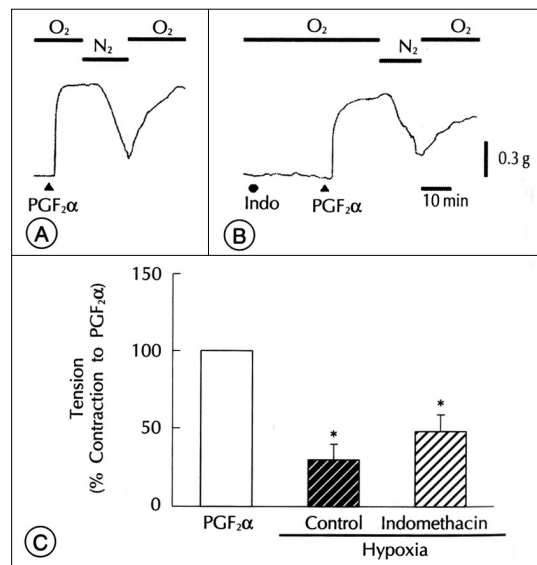 O₂ O₂
N₂
PGF₂α
A
O₂ O₂
N₂
0.3 g
Indo PGF₂α 10 min
B
150
100
50
0
Tension
(% Contraction to PGF₂α)
* *
PGF₂α Control Indomethacin
Hypoxia
C